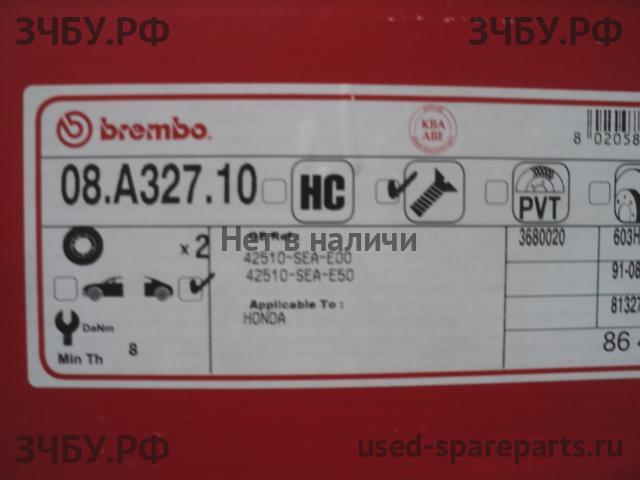 ЗЧБУ.РФ
ЗЧБУ.РФ
brembo
KBA
ABE
8 02058
08.A327.10
HC
PVT
x 2
Нет в наличи
42510-SEA-E00
42510-SEA-E50
3680020
603H
91-08
81327
Applicable To :
HONDA
DaNm
Min Th 8
86 4
ЗЧБУ.РФ
used-spareparts.ru